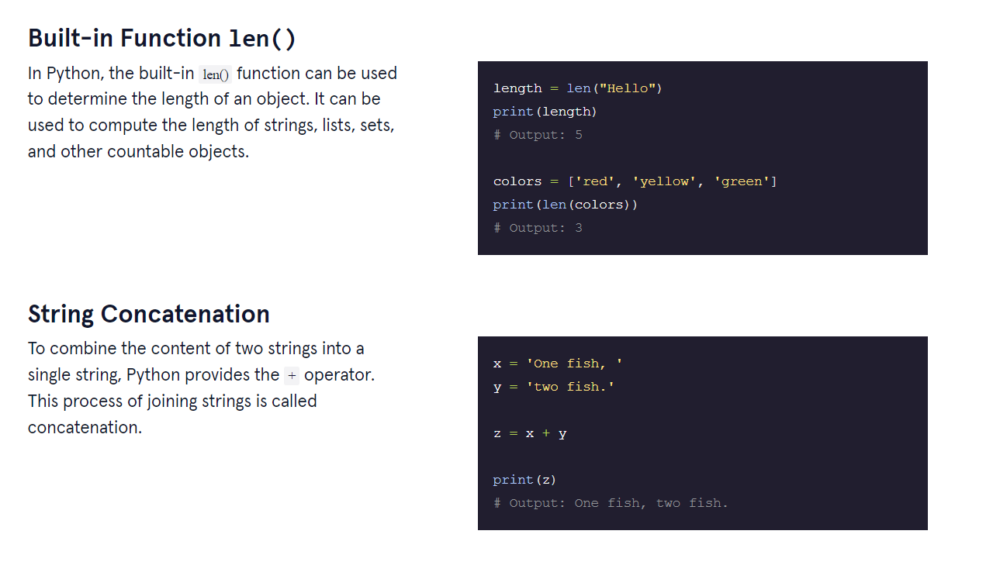 Built-in Function len()
In Python, the built-in len() function can be used
to determine the length of an object. It can be
used to compute the length of strings, lists, sets,
and other countable objects.
length = len("Hello")
print(length)
# Output: 5
colors = ['red', 'yellow', 'green']
print(len(colors))
# Output: 3
String Concatenation
To combine the content of two strings into a
single string, Python provides the + operator.
This process of joining strings is called
concatenation.
x = 'One fish, '
y = 'two fish.'
z = x + y
print(z)
# Output: One fish, two fish.